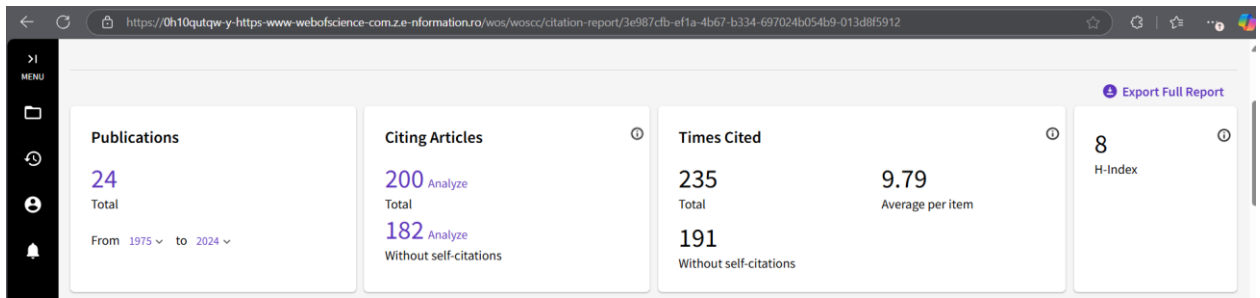 https://0h10qutqw-y-https-www-webofscience-com.z.e-nformation.ro/wos/woscc/citation-report/3e987cfb-ef1a-4b67-b334-697024b054b9-013d8f5912
MENU
Export Full Report
Publications
24
Total
From 1975 to 2024
Citing Articles
200 Analyze
Total
182 Analyze
Without self-citations
Times Cited
235
Total
191
Without self-citations
9.79
Average per item
8
H-Index